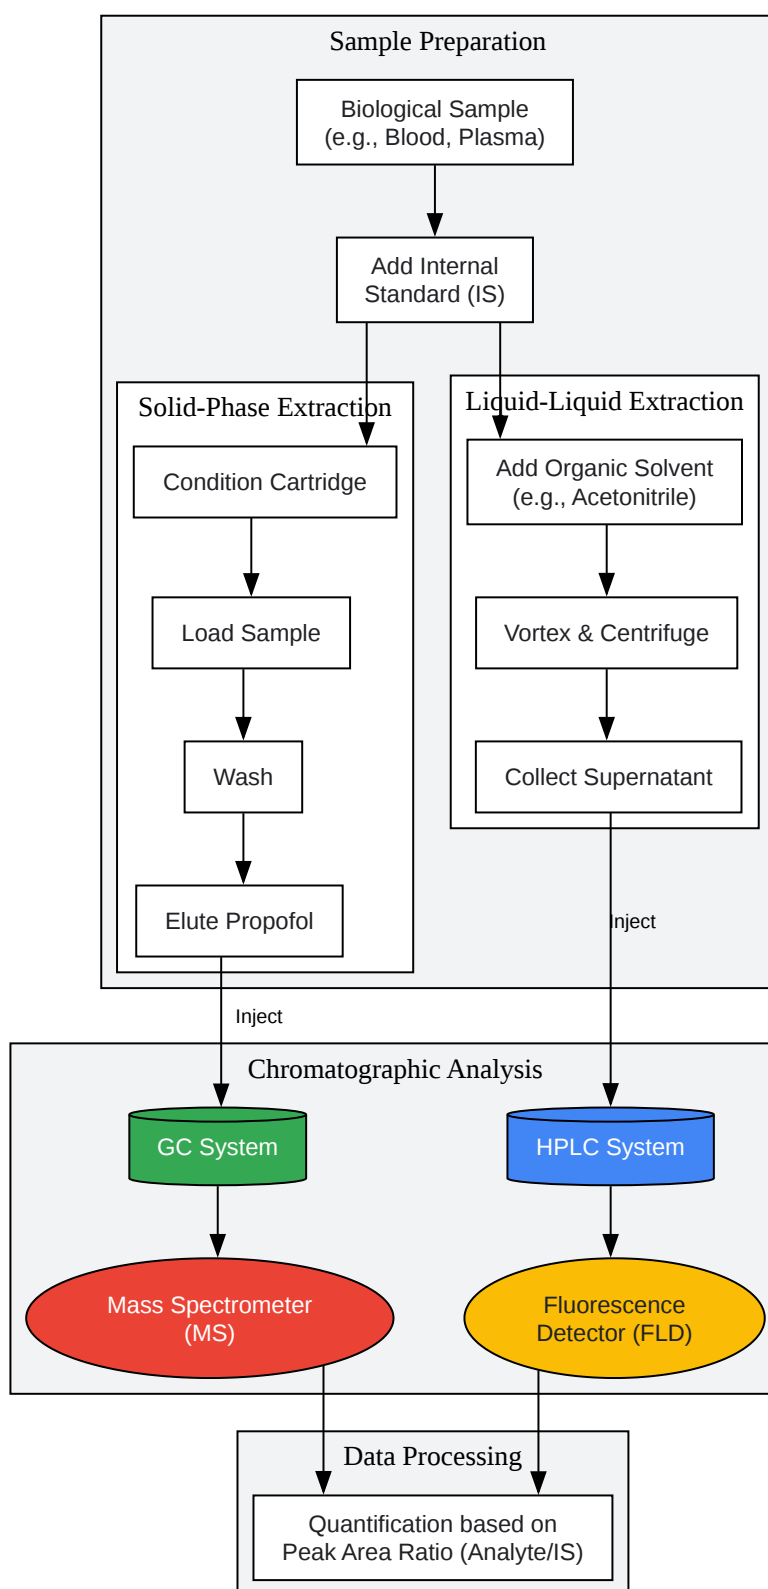 Sample Preparation
Biological Sample
(e.g., Blood, Plasma)
Add Internal
Standard (IS)
Solid-Phase Extraction
Condition Cartridge
Load Sample
Wash
Elute Propofol
Inject
Liquid-Liquid Extraction
Add Organic Solvent
(e.g., Acetonitrile)
Vortex & Centrifuge
Collect Supernatant
Inject
Chromatographic Analysis
GC System
Mass Spectrometer
(MS)
HPLC System
Fluorescence
Detector (FLD)
Data Processing
Quantification based on
Peak Area Ratio (Analyte/IS)